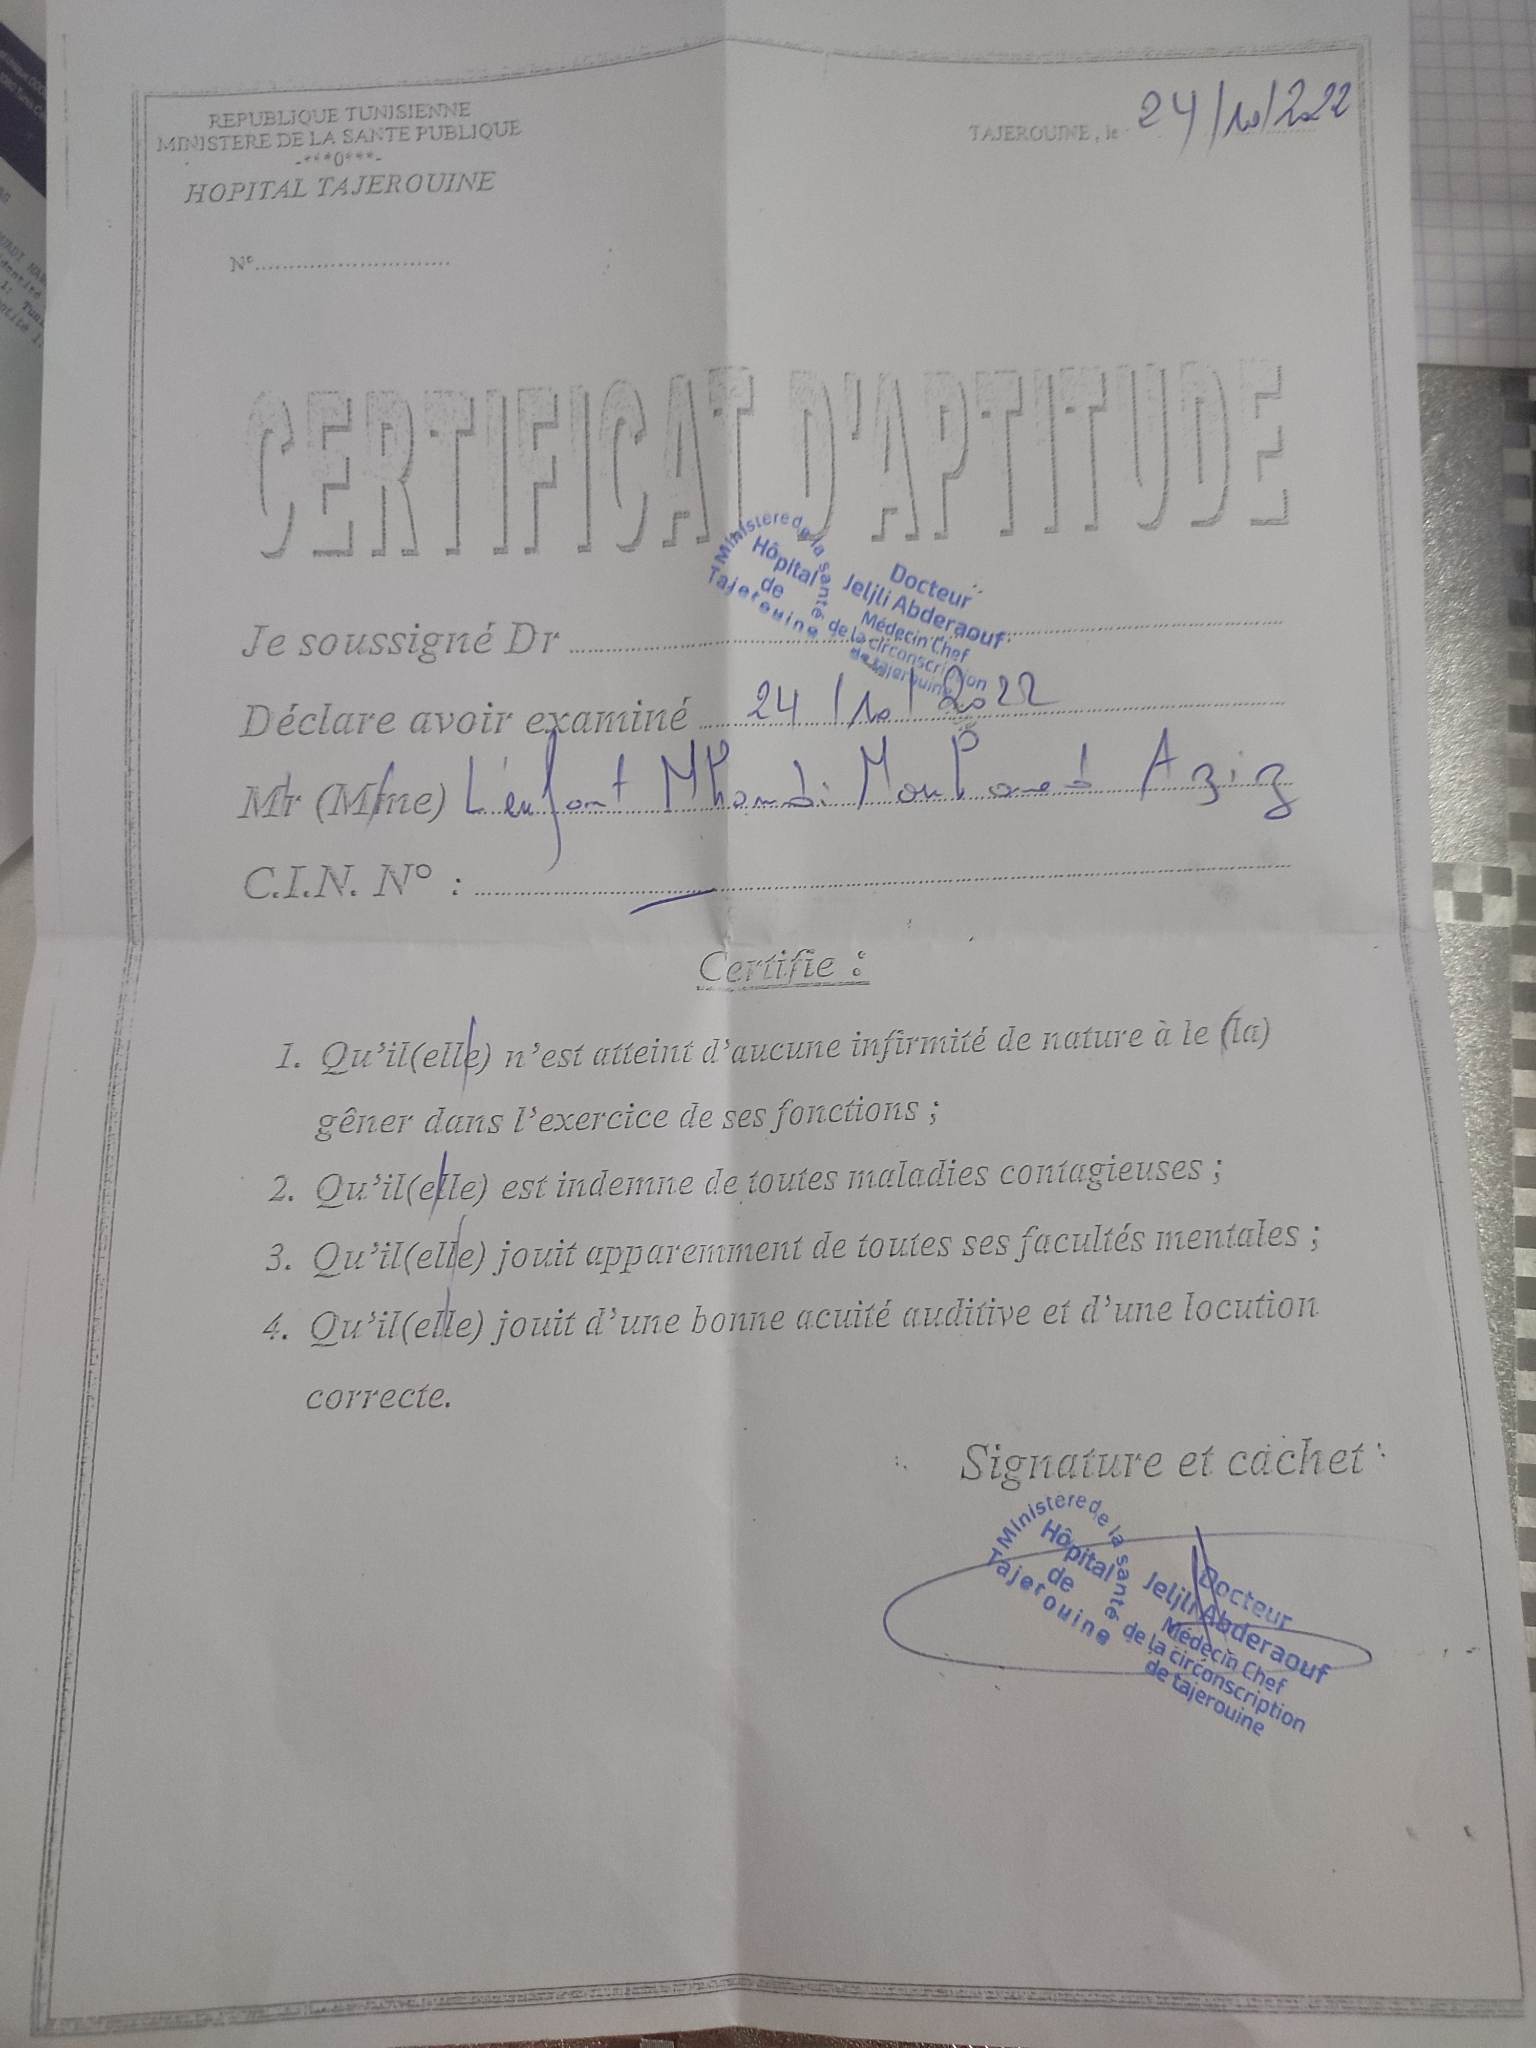 REPUBLIQUE TUNISIENNE
MINISTERE DE LA SANTE PUBLIQUE
-***0***-
HOPITAL TAJEROUINE
TAJEROUINE, le 24/10/2022
N°
CERTIFICAT D'APTITUDE
Ministere de la santé
Hôpital de Tajerouine
Docteur
Jeljli Abderaouf
Médecin Chef
de la circonscription
de tajerouine
Je soussigné Dr
Déclare avoir examiné 24/10/2022
Mr (Mme) L'enfant Mhamdi Mouhamed Aziz
C.I.N. N° :
Certifie :
1. Qu'il(elle) n'est atteint d'aucune infirmité de nature à le (la)
gêner dans l'exercice de ses fonctions ;
2. Qu'il(elle) est indemne de toutes maladies contagieuses ;
3. Qu'il(elle) jouit apparemment de toutes ses facultés mentales ;
4. Qu'il(elle) jouit d'une bonne acuité auditive et d'une locution
correcte.
Signature et cachet
Ministere de la santé
Hôpital de Tajerouine
Docteur
Jeljli Abderaouf
Médecin Chef
de la circonscription
de tajerouine